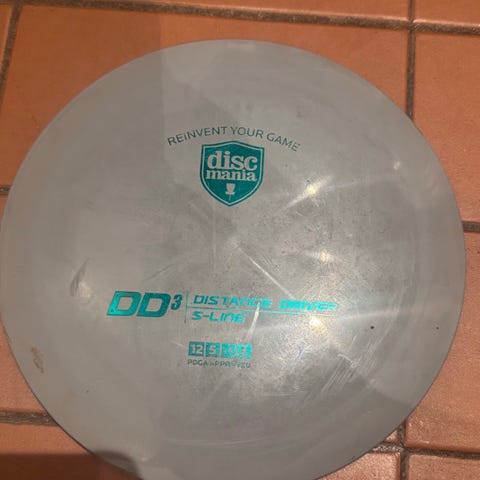 REINVENT YOUR GAME
disc
mania
DD3 DISTANCE DRIVER
S-LINE
12 5
PDGA APPROVED